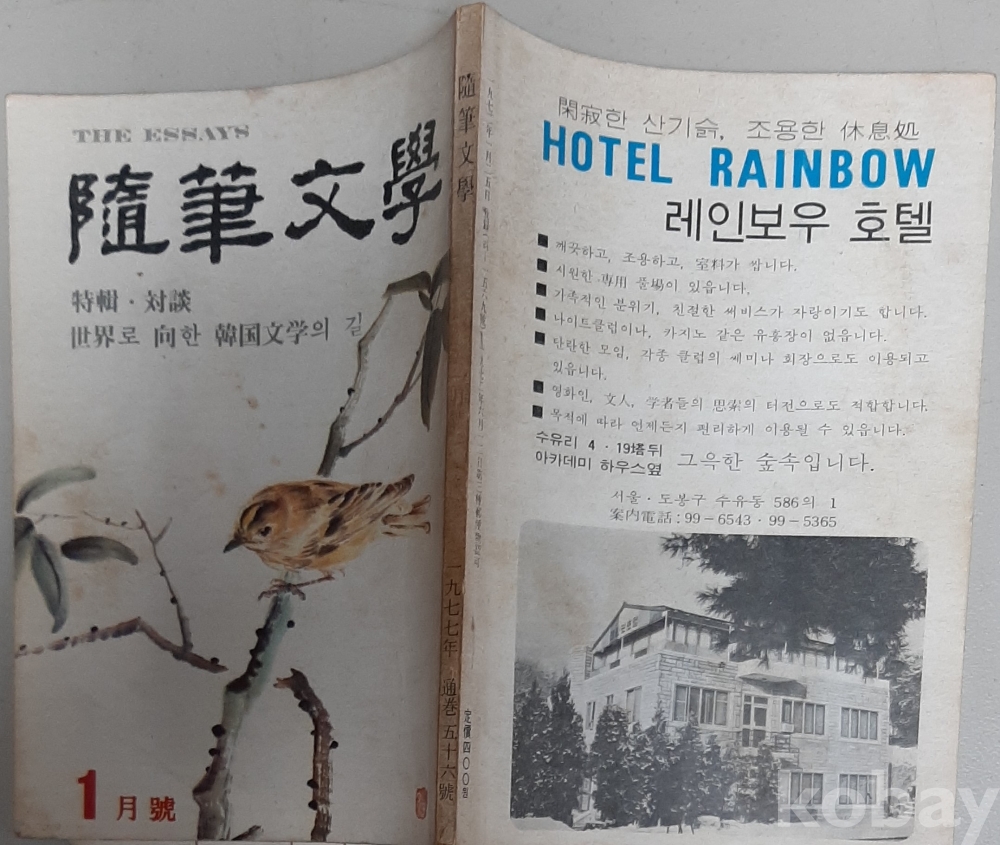 THE ESSAYS
隨筆文學
特輯·対談
世界로 向한 韓国文学의 길
1月號
隨筆文學
一九七七年
通巻五十六號
定價四〇〇원
閑寂한 산기슭, 조용한 休息処
HOTEL RAINBOW
레인보우 호텔
■ 깨끗하고, 조용하고, 室料가 쌉니다.
■ 시원한 専用 풀場이 있읍니다.
■ 가족적인 분위기, 친절한 써비스가 자랑이기도 합니다.
■ 나이트클럽이나, 카지노 같은 유흥장이 없읍니다.
■ 단란한 모임, 각종 클럽의 쎄미나 회장으로도 이용되고
있읍니다.
■ 영화인, 文人, 学者들의 思索의 터전으로도 적합합니다.
■ 목적에 따라 언제든지 편리하게 이용될 수 있읍니다.
수유리 4·19塔뒤
아카데미 하우스옆
그윽한 숲속입니다.
서울·도봉구 수유동 586의 1
案内電話:99-6543·99-5365
kobay